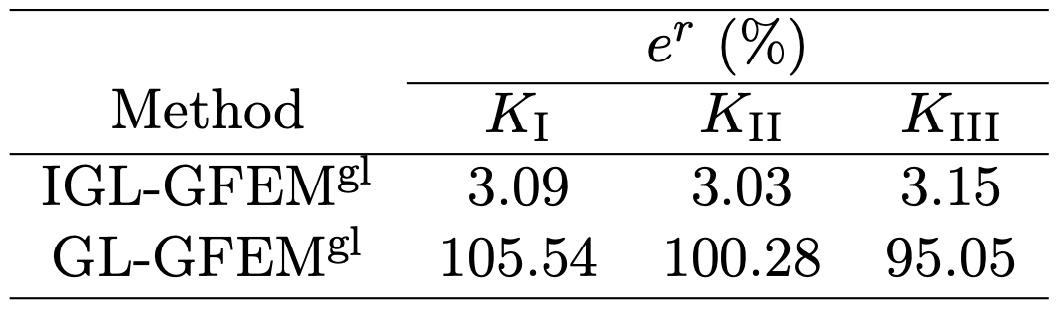 eʳ (%)
Method K_I K_II K_III
IGL-GFEM^gl 3.09 3.03 3.15
GL-GFEM^gl 105.54 100.28 95.05